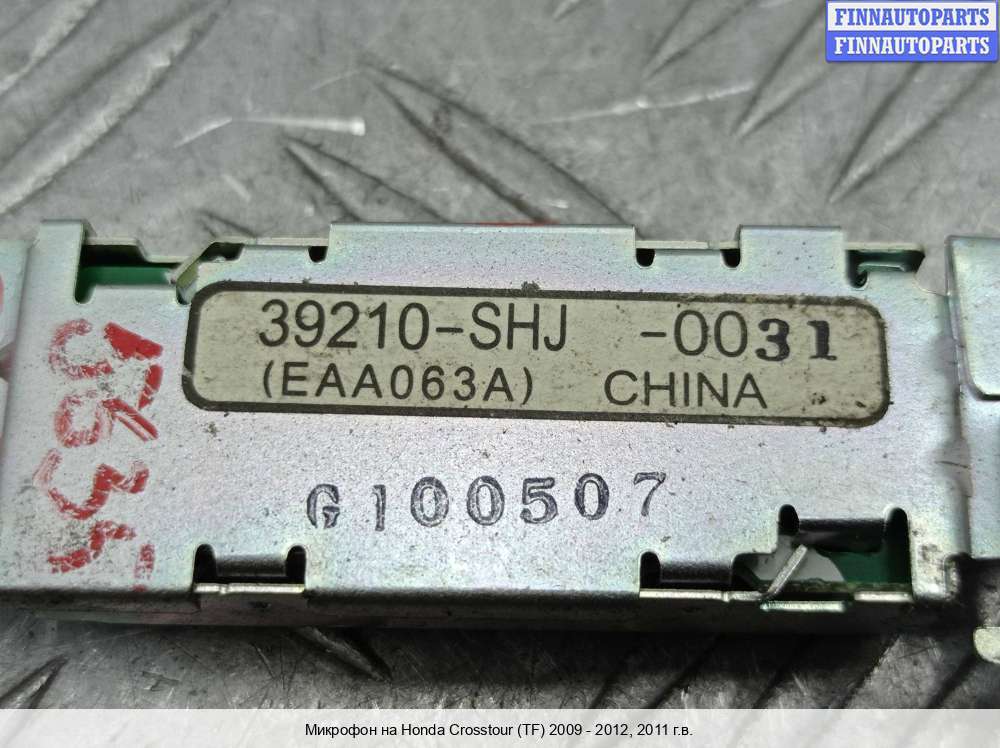 FINNAUTOPARTS
FINNAUTOPARTS
39210-SHJ -0031
(EAA063A) CHINA
G100507
Микрофон на Honda Crosstour (TF) 2009 - 2012, 2011 г.в.